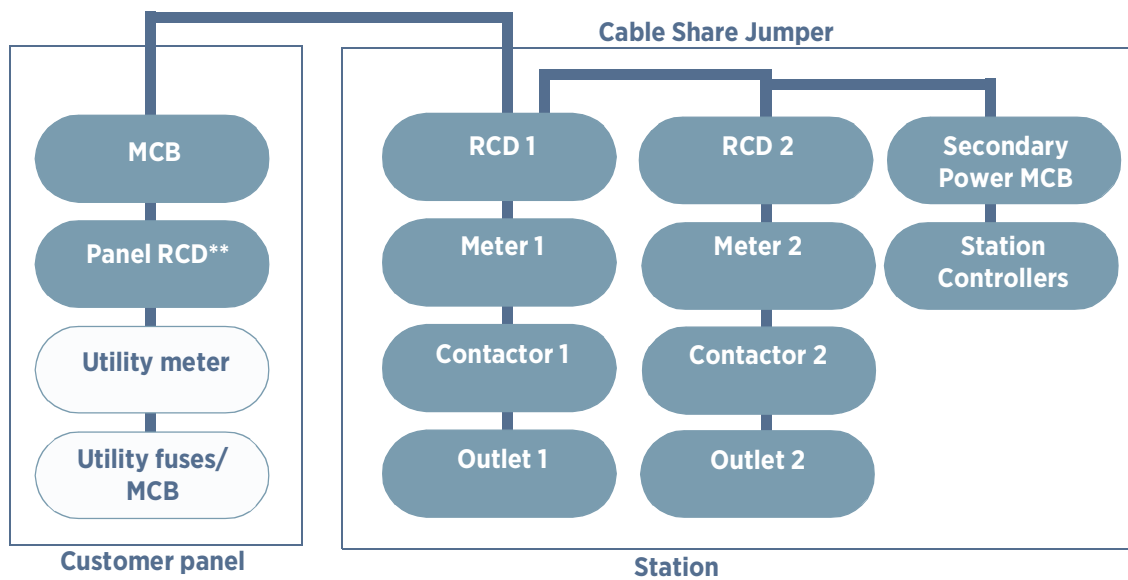 Cable Share Jumper
MCB
Panel RCD**
Utility meter
Utility fuses/
MCB
Customer panel
RCD 1
Meter 1
Contactor 1
Outlet 1
RCD 2
Meter 2
Contactor 2
Outlet 2
Secondary
Power MCB
Station
Controllers
Station